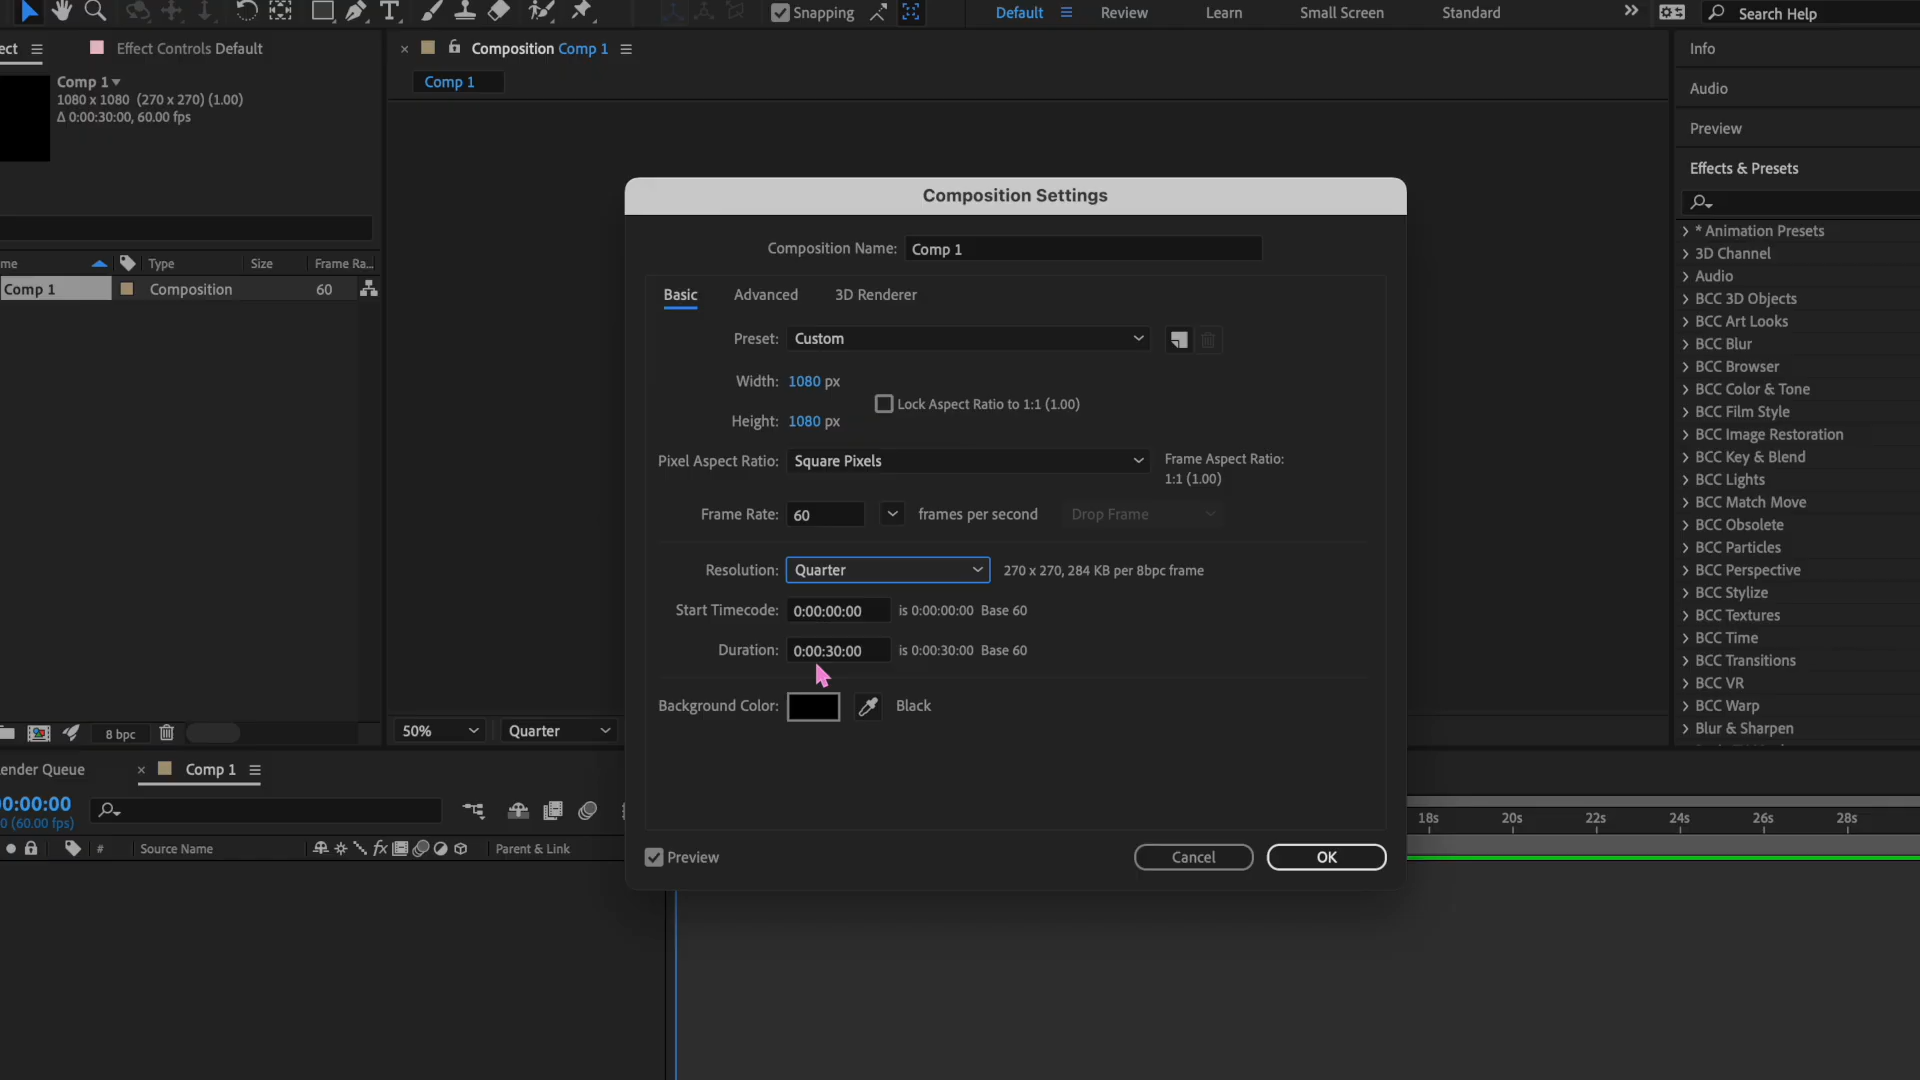 Snapping
Default
Review
Learn
Small Screen
Standard
Search Help
ect
Effect Controls Default
Composition Comp 1
Comp 1
Comp 1
1080 x 1080 (270 x 270) (1.00)
Δ 0:00:30:00, 60.00 fps
me
Type
Size
Frame Ra...
Comp 1
Composition
60
8 bpc
50%
Quarter
Composition Settings
Composition Name: Comp 1
Basic
Advanced
3D Renderer
Preset: Custom
Width: 1080 px
Lock Aspect Ratio to 1:1 (1.00)
Height: 1080 px
Pixel Aspect Ratio: Square Pixels
Frame Aspect Ratio:
1:1 (1.00)
Frame Rate: 60 frames per second Drop Frame
Resolution: Quarter 270 x 270, 284 KB per 8bpc frame
Start Timecode: 0:00:00:00 is 0:00:00:00 Base 60
Duration: 0:00:30:00 is 0:00:30:00 Base 60
Background Color: Black
Preview
Cancel
OK
Info
Audio
Preview
Effects & Presets
* Animation Presets
3D Channel
Audio
BCC 3D Objects
BCC Art Looks
BCC Blur
BCC Browser
BCC Color & Tone
BCC Film Style
BCC Image Restoration
BCC Key & Blend
BCC Lights
BCC Match Move
BCC Obsolete
BCC Particles
BCC Perspective
BCC Stylize
BCC Textures
BCC Time
BCC Transitions
BCC VR
BCC Warp
Blur & Sharpen
ender Queue
Comp 1
00:00:00
0 (60.00 fps)
#
Source Name
fx
Parent & Link
18s
20s
22s
24s
26s
28s